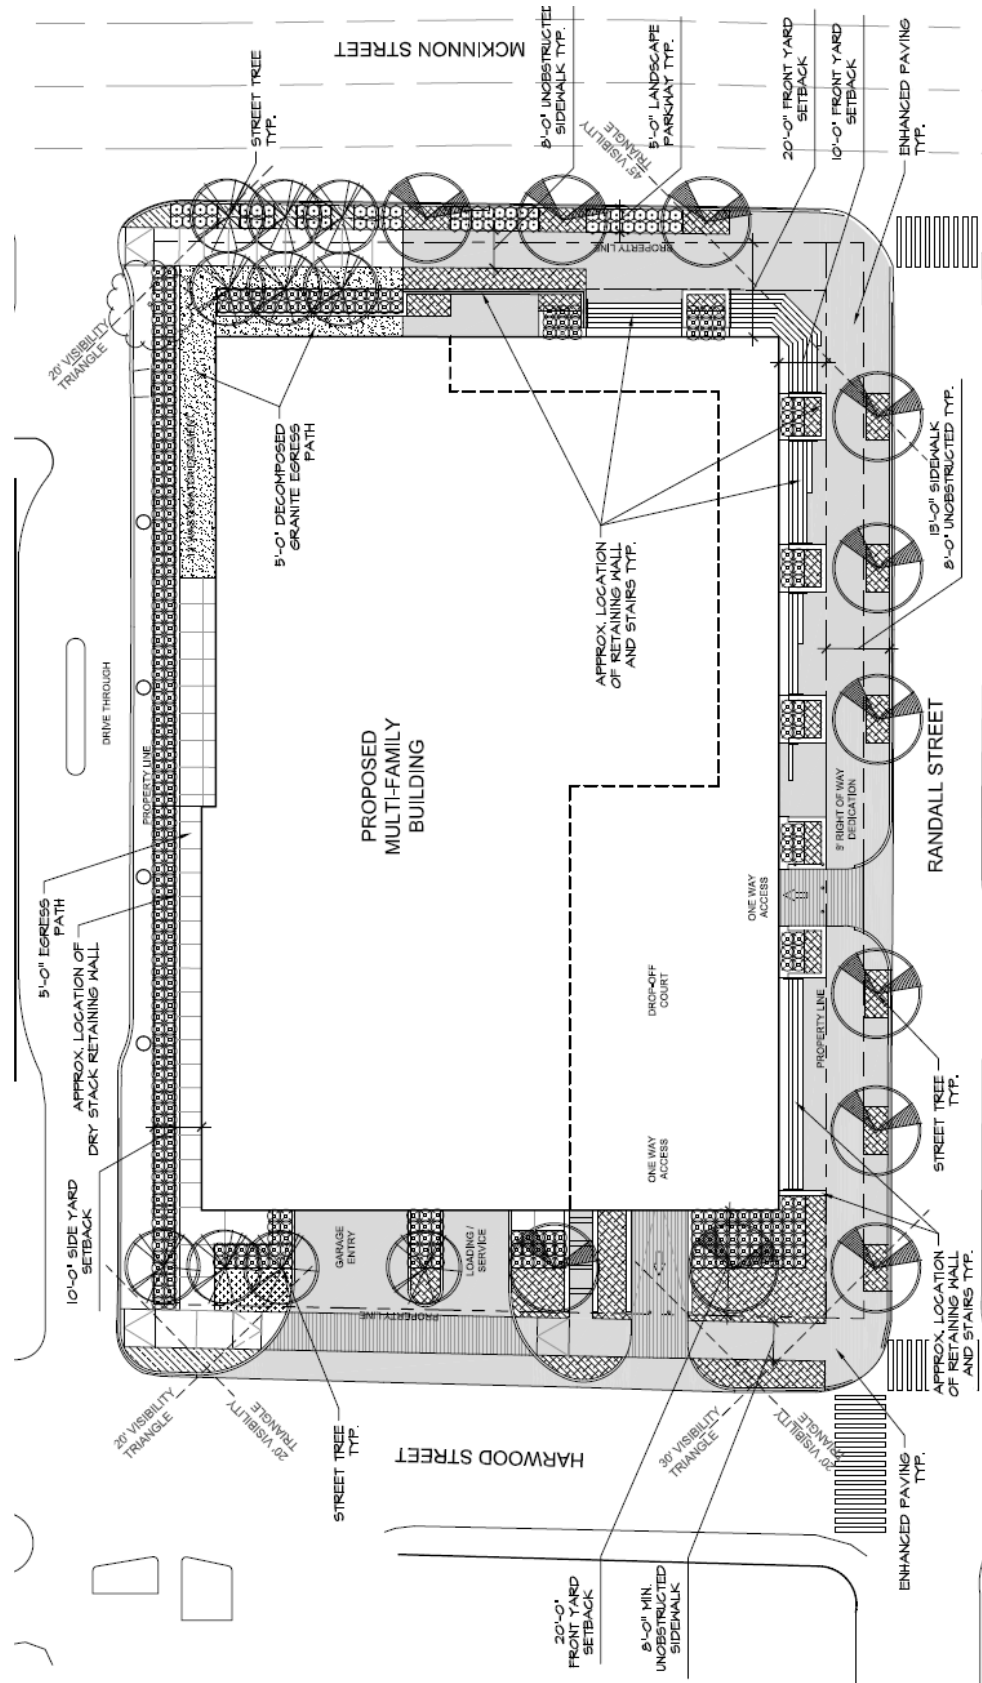 MCKINNON STREET
STREET TREE
TYP.
8'-0" UNOBSTRUCTED
SIDEWALK TYP.
5'-0" LANDSCAPE
PARKWAY TYP.
45' VISIBILITY
TRIANGLE
20'-0" FRONT YARD
SETBACK
10'-0" FRONT YARD
SETBACK
ENHANCED PAVING
TYP.
20' VISIBILITY
TRIANGLE
PROPERTY LINE
5'-0" DECOMPOSED
GRANITE EGRESS
PATH
APPROX. LOCATION
OF RETAINING WALL
AND STAIRS TYP.
8'-0" UNOBSTRUCTED TYP.
DRIVE THROUGH
PROPERTY LINE
PROPOSED
MULTI-FAMILY
BUILDING
RANDALL STREET
RIGHT OF WAY
DEDICATION
ONE WAY
ACCESS
5'-0" EGRESS
PATH
APPROX. LOCATION OF
DRY STACK RETAINING WALL
DROP-OFF
COURT
PROPERTY LINE
ONE WAY
ACCESS
STREET TREE
TYP.
10'-0" SIDE YARD
SETBACK
GARAGE
ENTRY
LOADING /
SERVICE
PROPERTY LINE
APPROX. LOCATION
OF RETAINING WALL
AND STAIRS TYP.
20' VISIBILITY
TRIANGLE
20' VISIBILITY
TRIANGLE
STREET TREE
TYP.
HARWOOD STREET
30' VISIBILITY
TRIANGLE
20' VISIBILITY
TRIANGLE
ENHANCED PAVING
TYP.
20'-0"
FRONT YARD
SETBACK
8'-0" MIN.
UNOBSTRUCTED
SIDEWALK